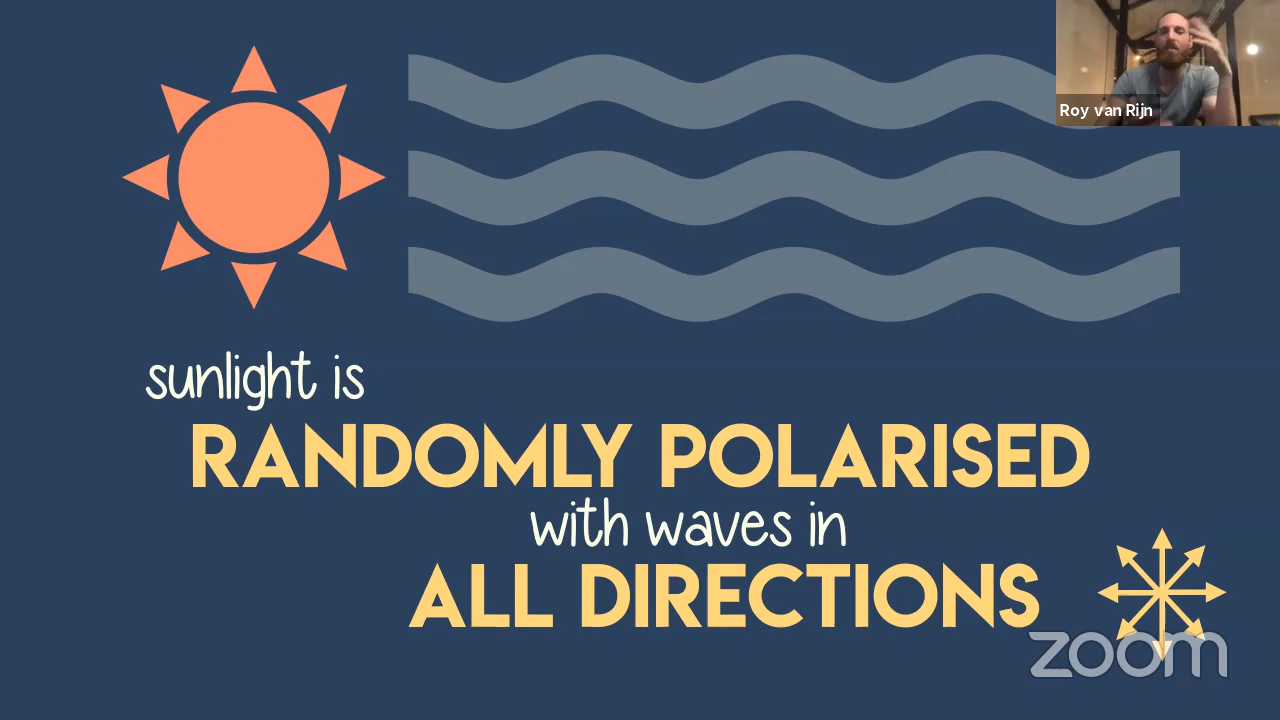 Roy van Rijn
sunlight is
RANDOMLY POLARISED
with waves in
ALL DIRECTIONS
zoom